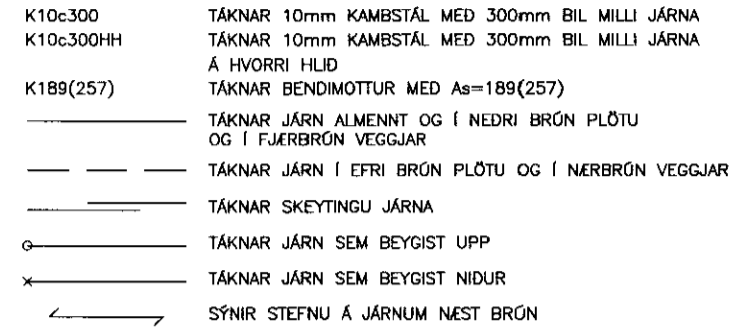 K10c300 TÁKNAR 10mm KAMBSTÁL MEÐ 300mm BIL MILLI JÁRNA
K10c300HH TÁKNAR 10mm KAMBSTÁL MEÐ 300mm BIL MILLI JÁRNA
Á HVORRI HLIÐ
K189(257) TÁKNAR BENDIMOTTUR MEÐ As=189(257)
TÁKNAR JÁRN ALMENNT OG Í NEÐRI BRÚN PLÖTU
OG Í FJÆRBRÚN VEGGJAR
TÁKNAR JÁRN Í EFRI BRÚN PLÖTU OG Í NÆRBRÚN VEGGJAR
TÁKNAR SKEYTINGU JÁRNA
TÁKNAR JÁRN SEM BEYGIST UPP
TÁKNAR JÁRN SEM BEYGIST NIÐUR
SÝNIR STEFNU Á JÁRNUM NÆST BRÚN